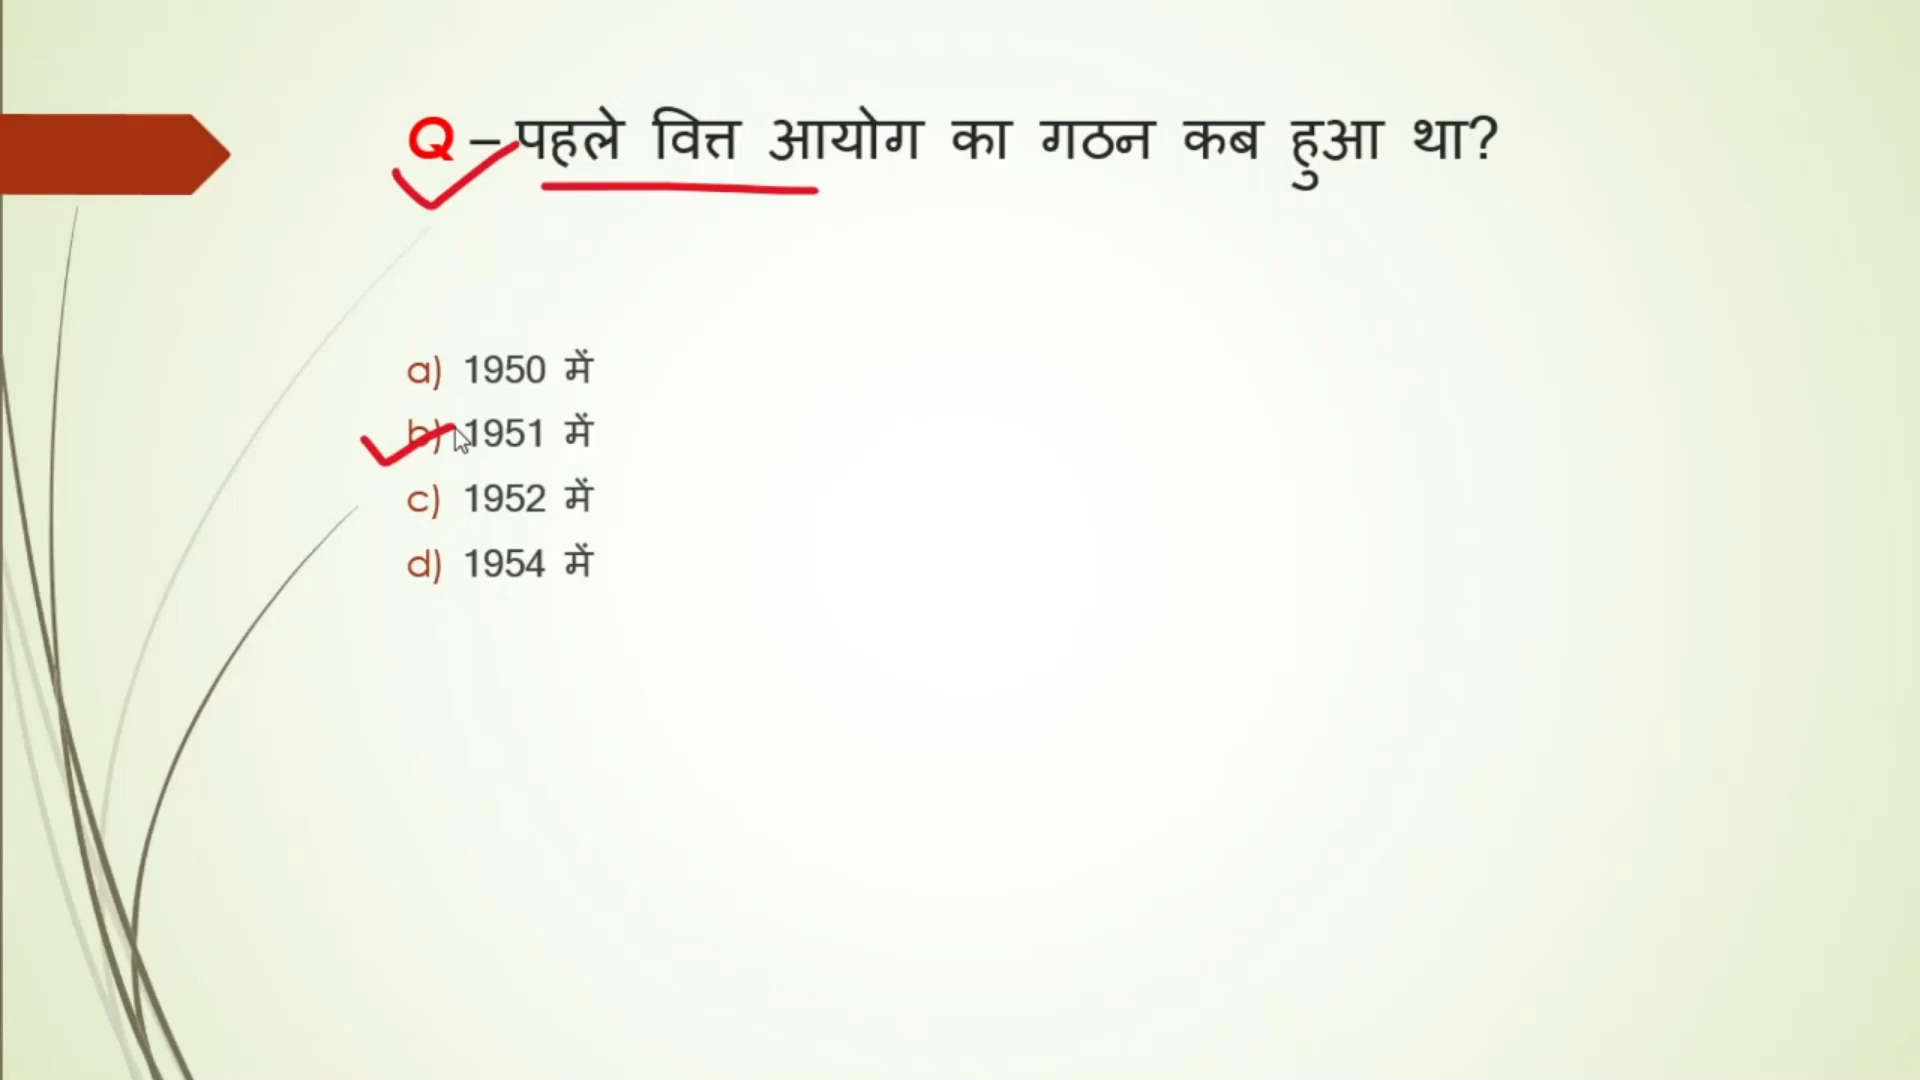 Q – पहले वित्त आयोग का गठन कब हुआ था?
a) 1950 में
b) 1951 में
c) 1952 में
d) 1954 में